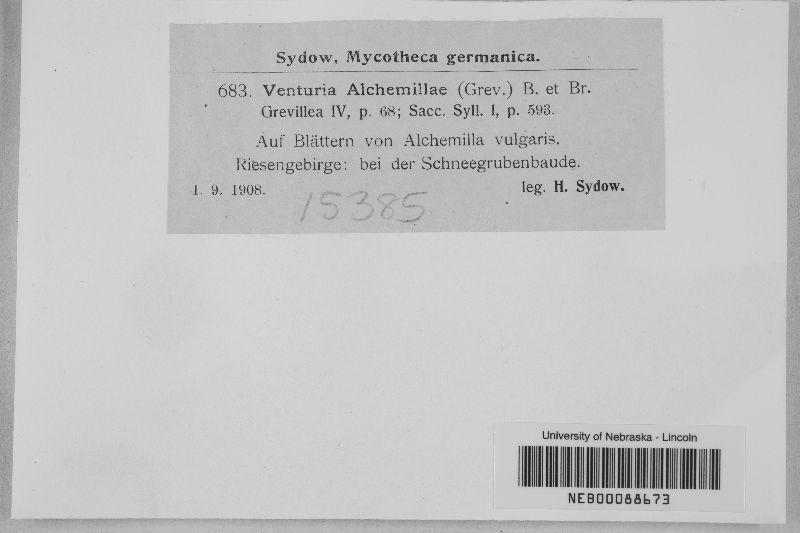 Sydow, Mycotheca germanica.
683. Venturia Alchemillae (Grev.) B. et Br.
Grevillea IV, p. 68; Sacc. Syll. I, p. 593.
Auf Blättern von Alchemilla vulgaris.
Riesengebirge: bei der Schneegrubenbaude.
1. 9. 1908. leg. H. Sydow.
15385
University of Nebraska - Lincoln
NEB00088673